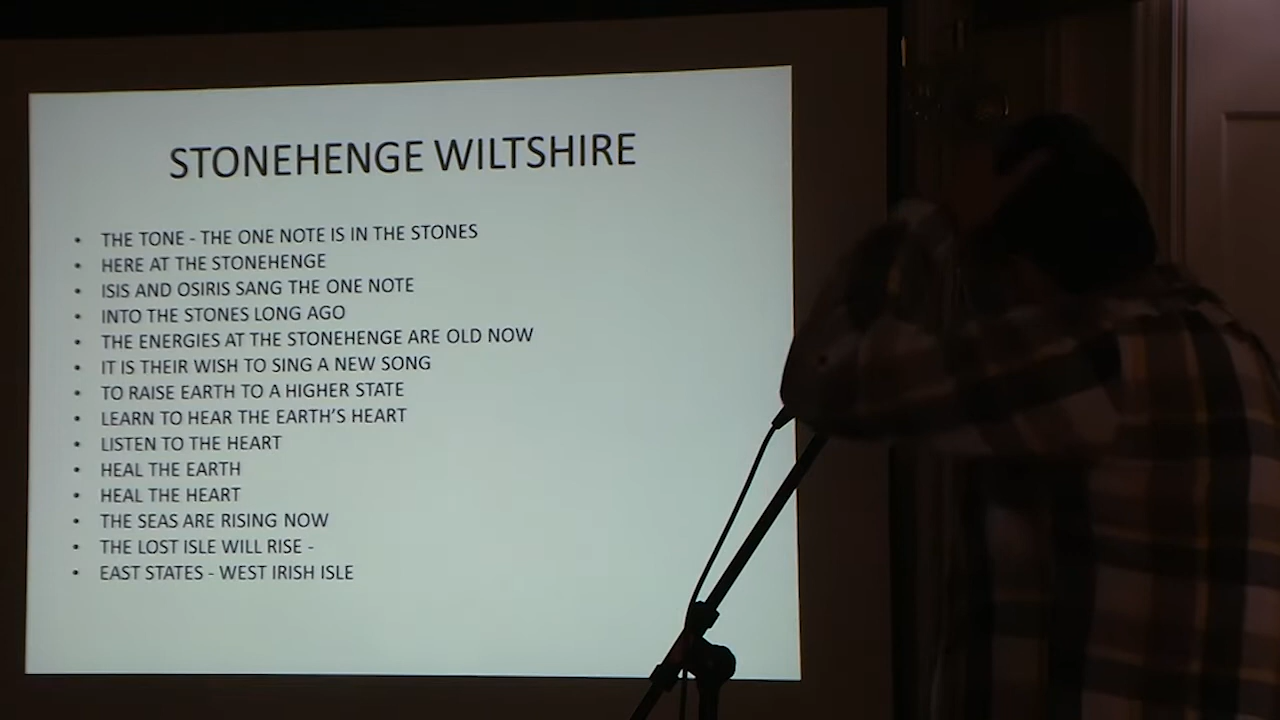 STONEHENGE WILTSHIRE
• THE TONE - THE ONE NOTE IS IN THE STONES
• HERE AT THE STONEHENGE
• ISIS AND OSIRIS SANG THE ONE NOTE
• INTO THE STONES LONG AGO
• THE ENERGIES AT THE STONEHENGE ARE OLD NOW
• IT IS THEIR WISH TO SING A NEW SONG
• TO RAISE EARTH TO A HIGHER STATE
• LEARN TO HEAR THE EARTH'S HEART
• LISTEN TO THE HEART
• HEAL THE EARTH
• HEAL THE HEART
• THE SEAS ARE RISING NOW
• THE LOST ISLE WILL RISE -
• EAST STATES - WEST IRISH ISLE